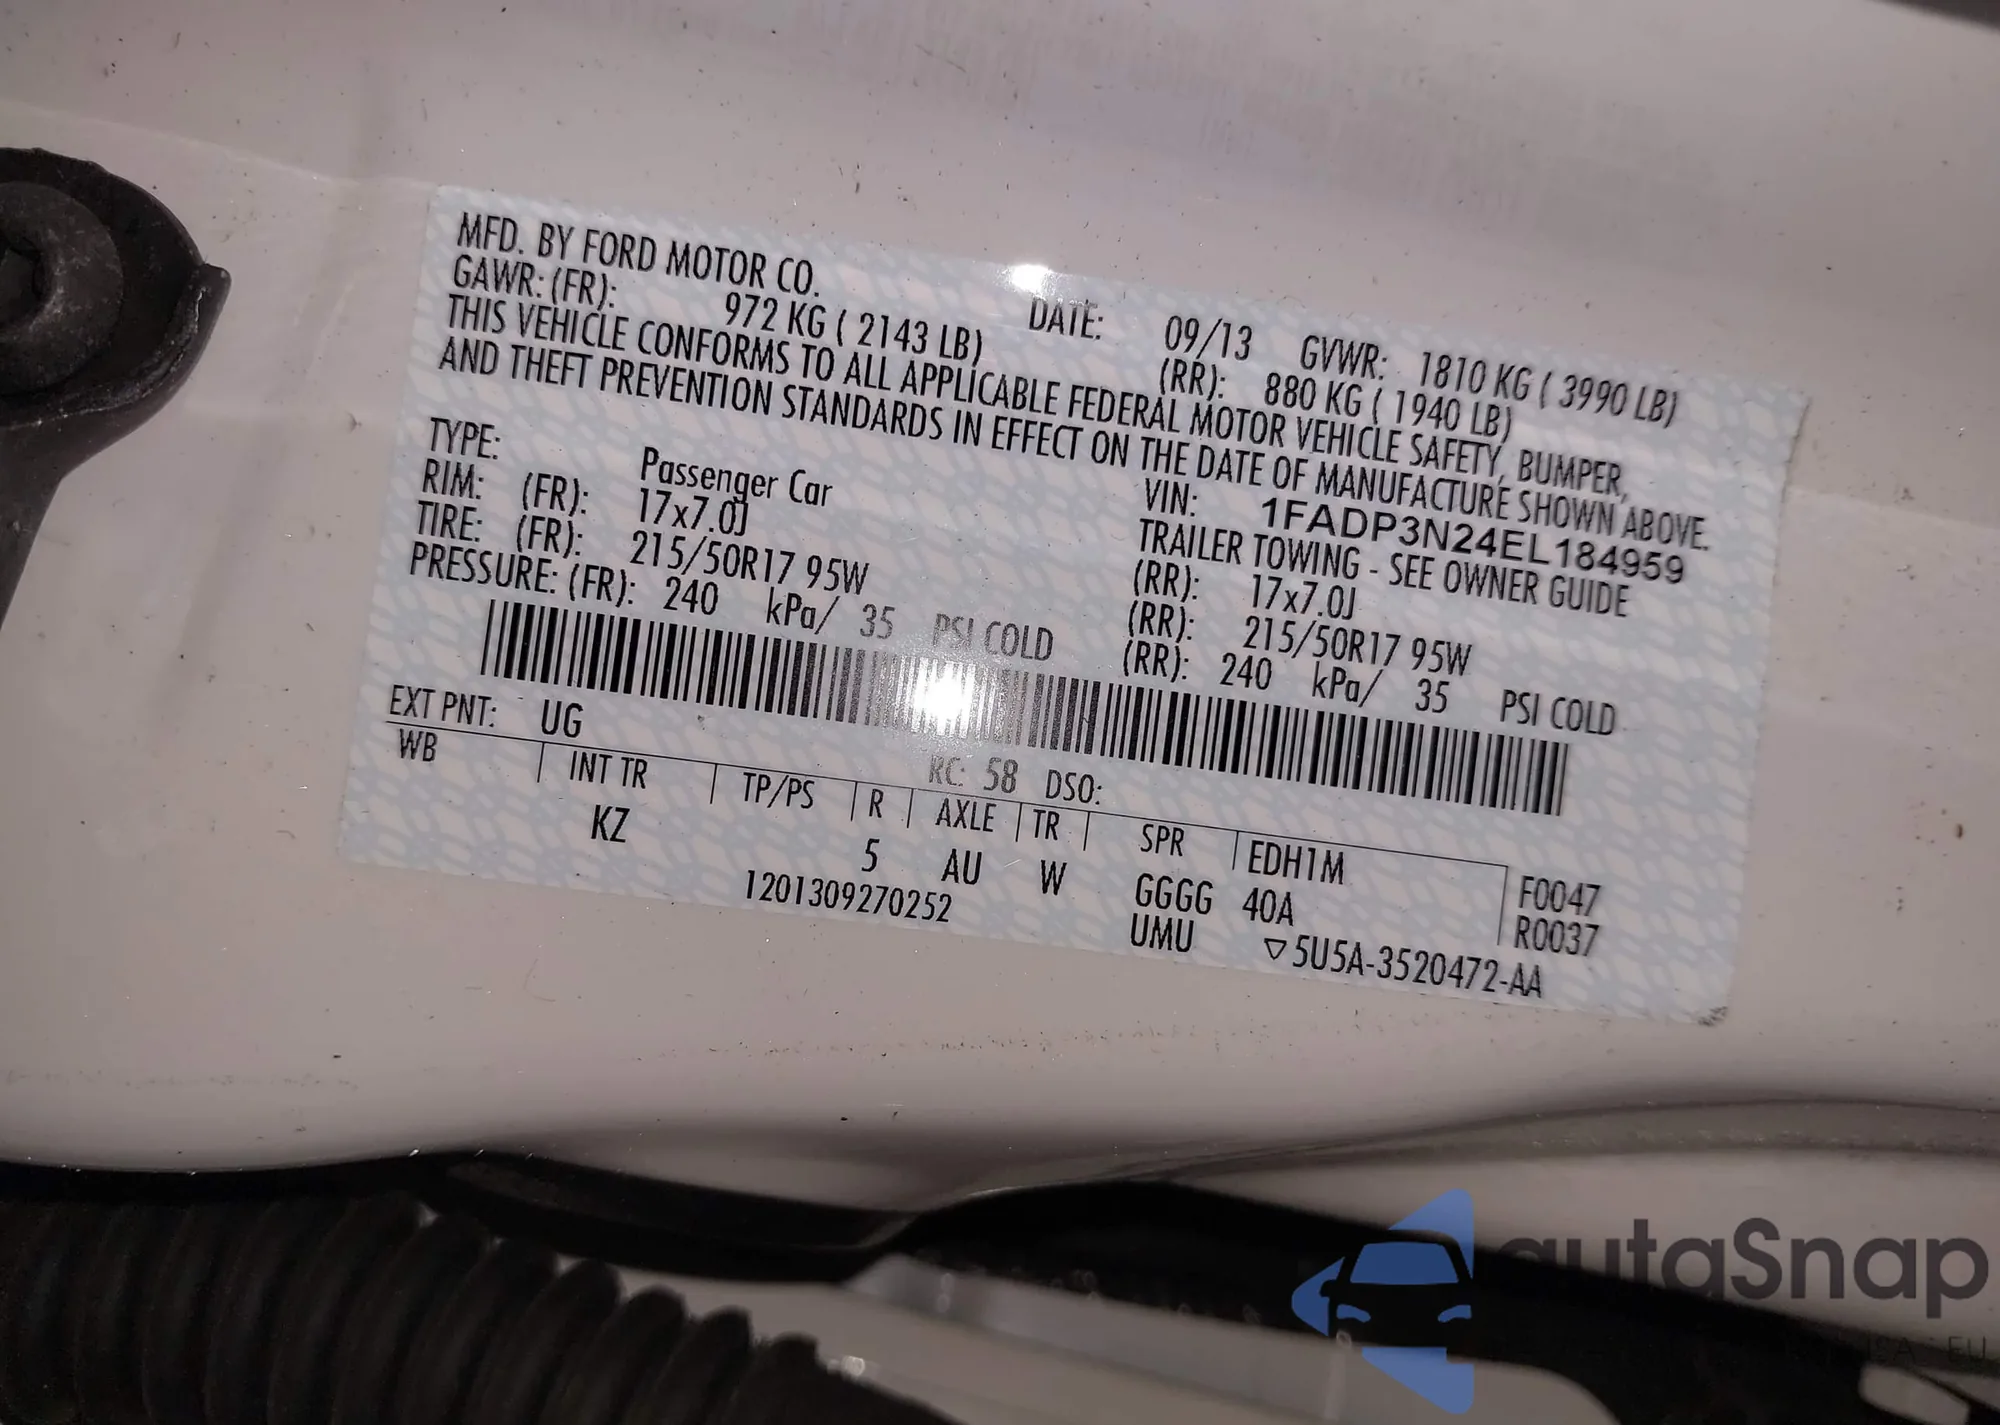 MFD. BY FORD MOTOR CO. DATE: 09/13 GVWR: 1810 KG ( 3990 LB)
GAWR: (FR): 972 KG ( 2143 LB) (RR): 880 KG ( 1940 LB)
THIS VEHICLE CONFORMS TO ALL APPLICABLE FEDERAL MOTOR VEHICLE SAFETY, BUMPER,
AND THEFT PREVENTION STANDARDS IN EFFECT ON THE DATE OF MANUFACTURE SHOWN ABOVE.
VIN: 1FADP3N24EL184959
TYPE: Passenger Car TRAILER TOWING - SEE OWNER GUIDE
RIM: (FR): 17x7.0J (RR): 17x7.0J
TIRE: (FR): 215/50R17 95W (RR): 215/50R17 95W
PRESSURE: (FR): 240 kPa/ 35 PSI COLD (RR): 240 kPa/ 35 PSI COLD
EXT PNT: UG RC: 58 DSO:
WB INT TR TP/PS R AXLE TR SPR EDH1M F0047
KZ 5 AU W GGGG 40A R0037
1201309270252 UMU ▽5U5A-3520472-AA
autaSnap